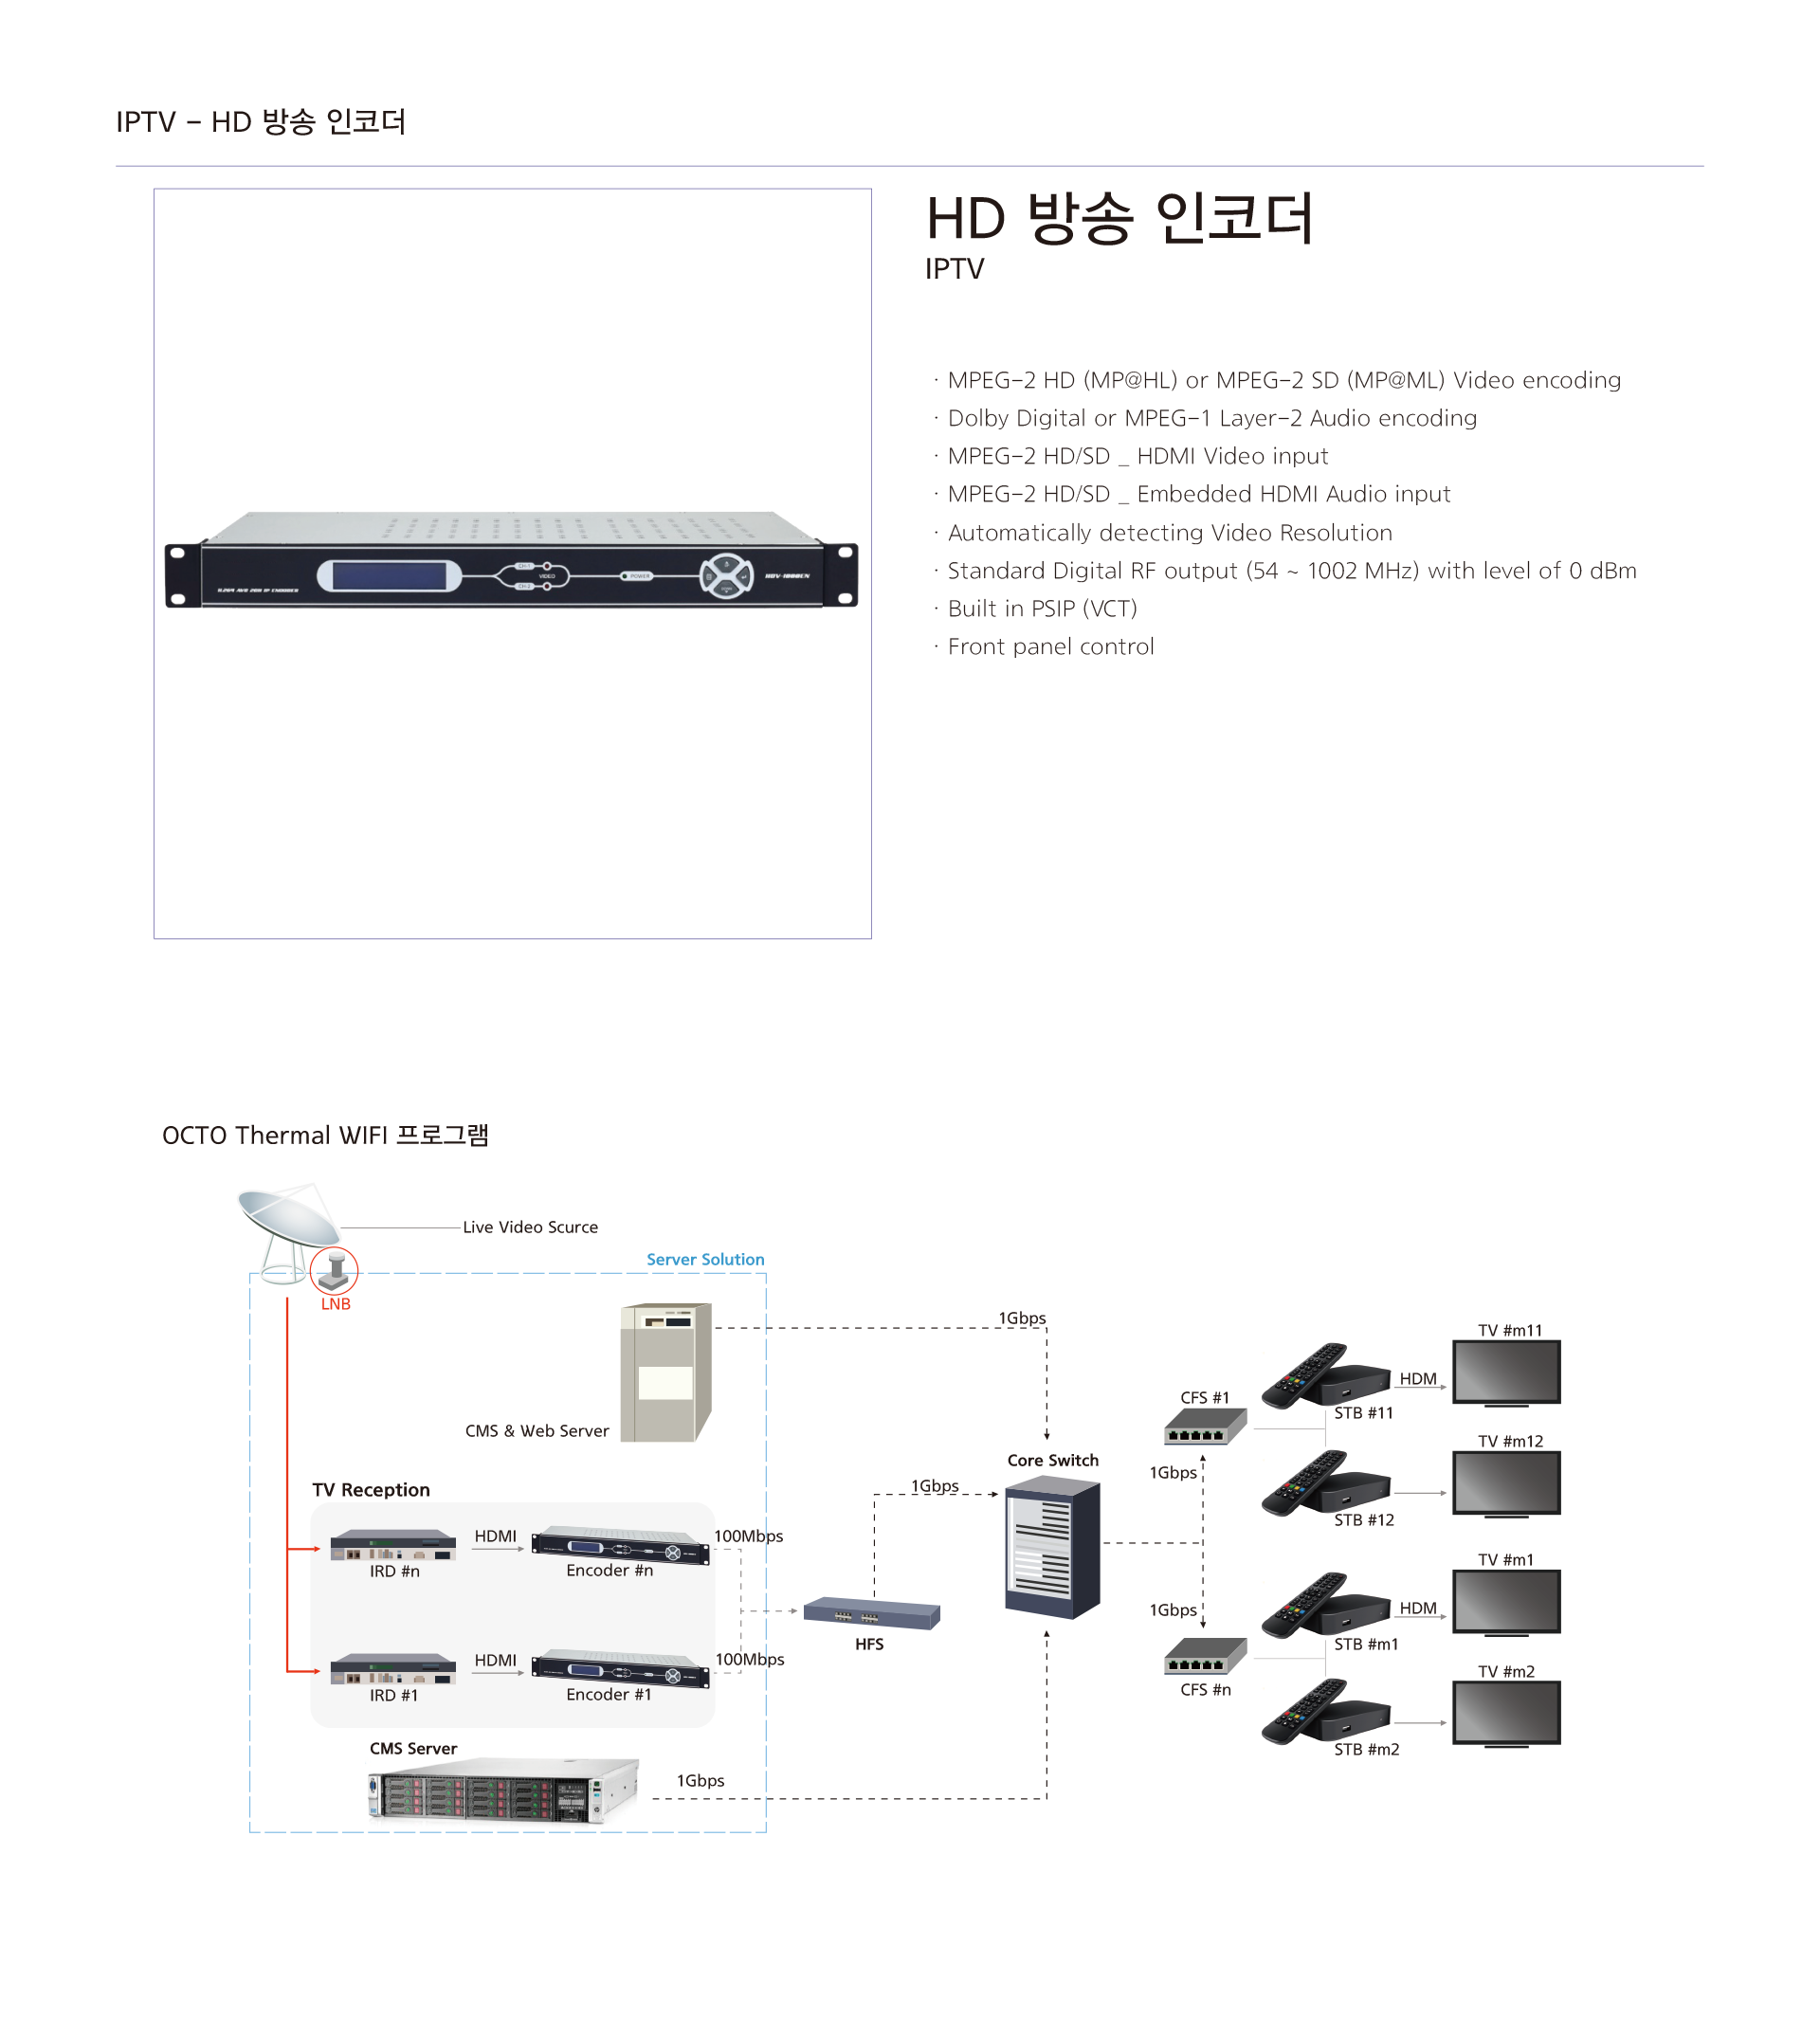 IPTV - HD 방송 인코더
HD 방송 인코더
IPTV
· MPEG-2 HD (MP@HL) or MPEG-2 SD (MP@ML) Video encoding
· Dolby Digital or MPEG-1 Layer-2 Audio encoding
· MPEG-2 HD/SD _ HDMI Video input
· MPEG-2 HD/SD _ Embedded HDMI Audio input
· Automatically detecting Video Resolution
· Standard Digital RF output (54 ~ 1002 MHz) with level of 0 dBm
· Built in PSIP (VCT)
· Front panel control
CH-1
VIDEO
CH-2
POWER
OCTO Thermal WIFI 프로그램
Live Video Scurce
Server Solution
LNB
CMS & Web Server
1Gbps
TV Reception
HDMI
100Mbps
IRD #n
Encoder #n
HDMI
100Mbps
IRD #1
Encoder #1
CMS Server
1Gbps
1Gbps
HFS
Core Switch
CFS #1
1Gbps
1Gbps
CFS #n
TV #m11
HDM
STB #11
TV #m12
STB #12
TV #m1
HDM
STB #m1
TV #m2
STB #m2